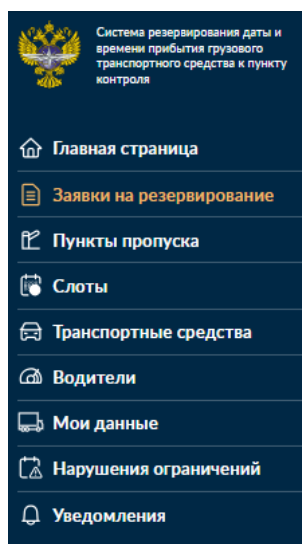 Система резервирования даты и
времени прибытия грузового
транспортного средства к пункту
контроля
Главная страница
Заявки на резервирование
Пункты пропуска
Слоты
Транспортные средства
Водители
Мои данные
Нарушения ограничений
Уведомления